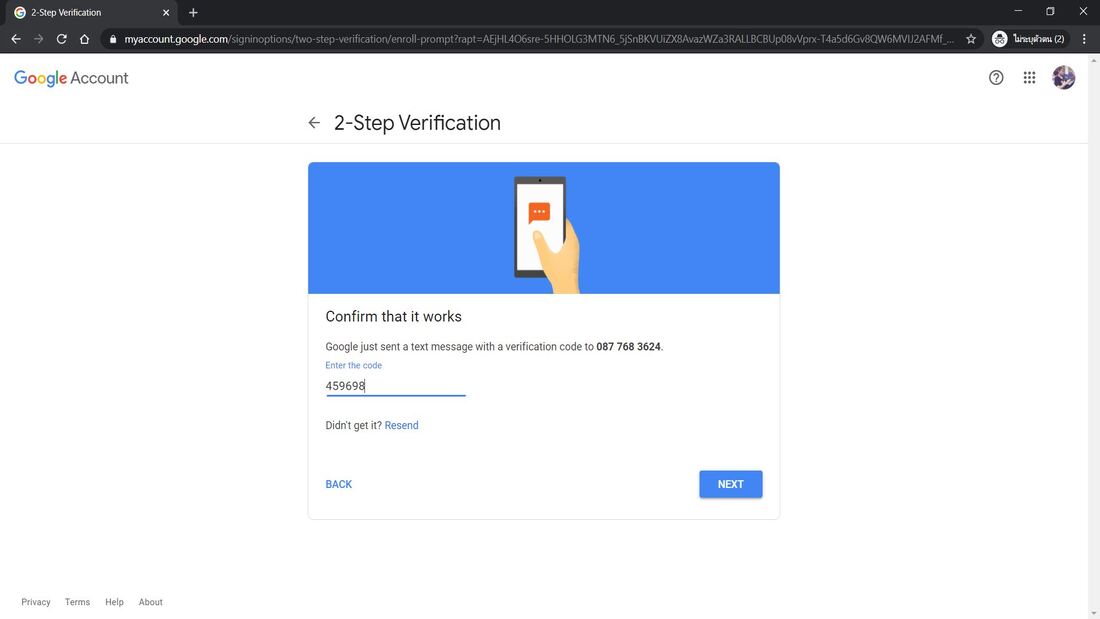 2-Step Verification
myaccount.google.com/signinoptions/two-step-verification/enroll-prompt?rapt=AEjHL4O6sre-5HHOLG3MTN6_5jSnBKVUiZX8AvazWZa3RALLBCBUp08vVprx-T4a5d6Gv8QW6MVIJ2AFMf_...
ไม่ระบุตัวตน (2)
Google Account
2-Step Verification
Confirm that it works
Google just sent a text message with a verification code to 087 768 3624.
Enter the code
459698
Didn't get it? Resend
BACK
NEXT
Privacy Terms Help About